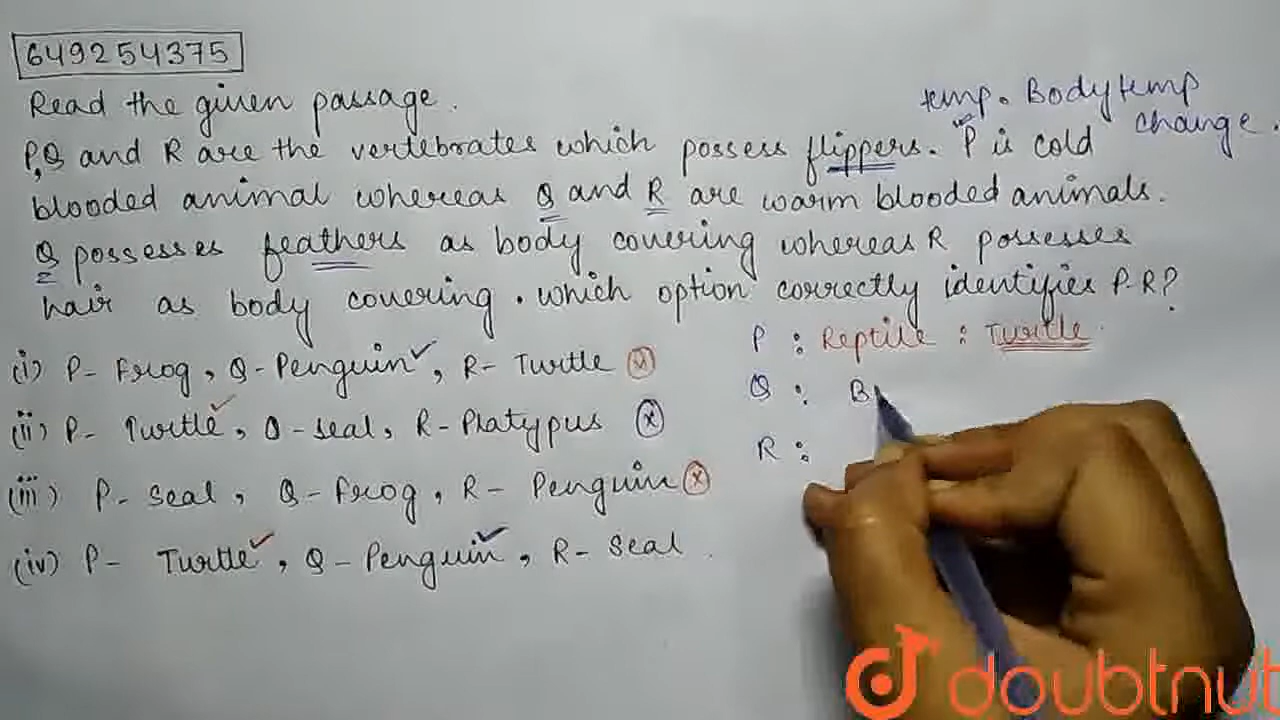 649254375
Read the given passage.
temp. Body temp
change.
P,Q and R are the vertebrates which possess flippers. P is cold
blooded animal whereas Q and R are warm blooded animals.
Q possesses feathers as body covering whereas R possesses
hair as body covering. which option correctly identifies P-R?
(i) P- Frog, Q-Penguin, R- Turtle
(ii) P- Turtle, Q-seal, R-Platypus
(iii) P- seal, Q-Frog, R- Penguin
(iv) P- Turtle, Q-Penguin, R- Seal.
P : Reptile : Turtle.
Q : B
R :
doubtnut